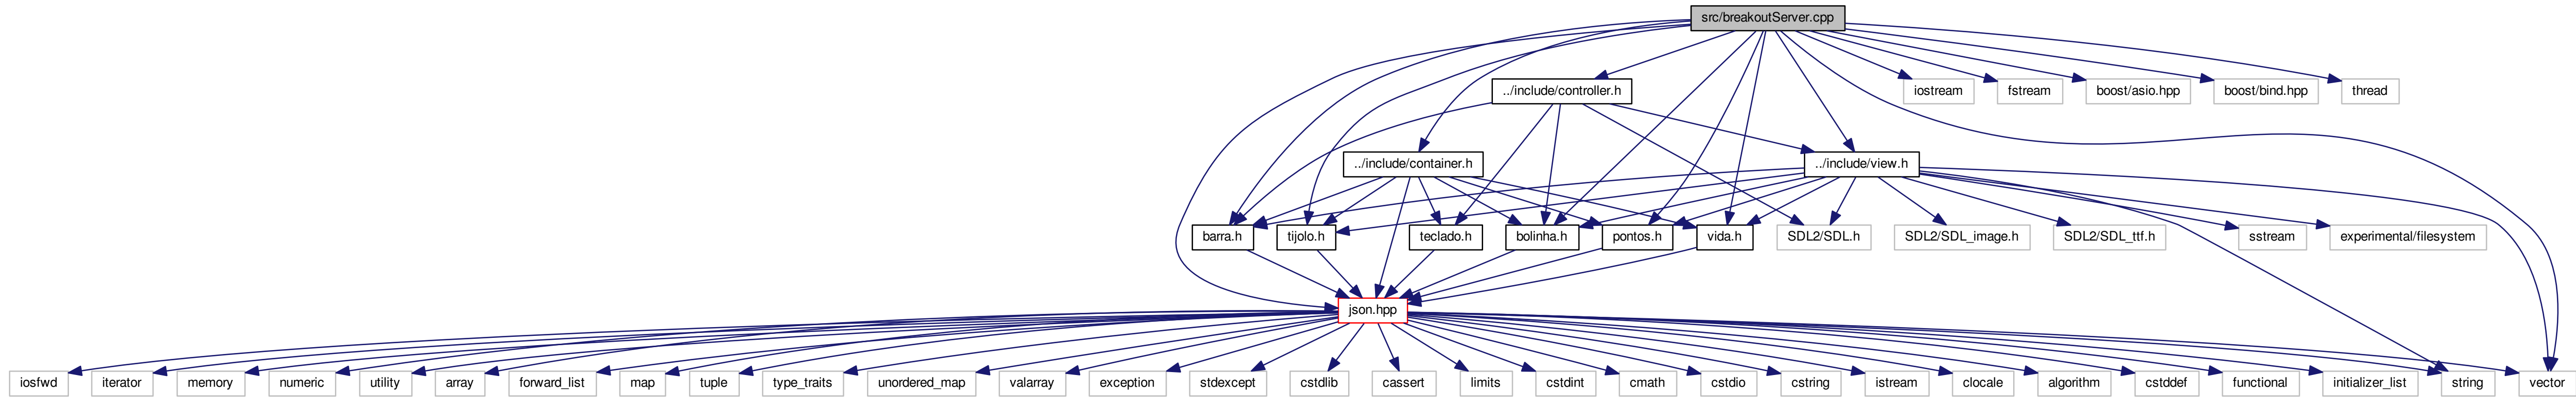 src/breakoutServer.cpp
../include/controller.h
iostream
fstream
boost/asio.hpp
boost/bind.hpp
thread
../include/container.h
../include/view.h
barra.h
tijolo.h
teclado.h
bolinha.h
pontos.h
vida.h
SDL2/SDL.h
SDL2/SDL_image.h
SDL2/SDL_ttf.h
sstream
experimental/filesystem
json.hpp
iosfwd
iterator
memory
numeric
utility
array
forward_list
map
tuple
type_traits
unordered_map
valarray
exception
stdexcept
cstdlib
cassert
limits
cstdint
cmath
cstdio
cstring
istream
clocale
algorithm
cstddef
functional
initializer_list
string
vector